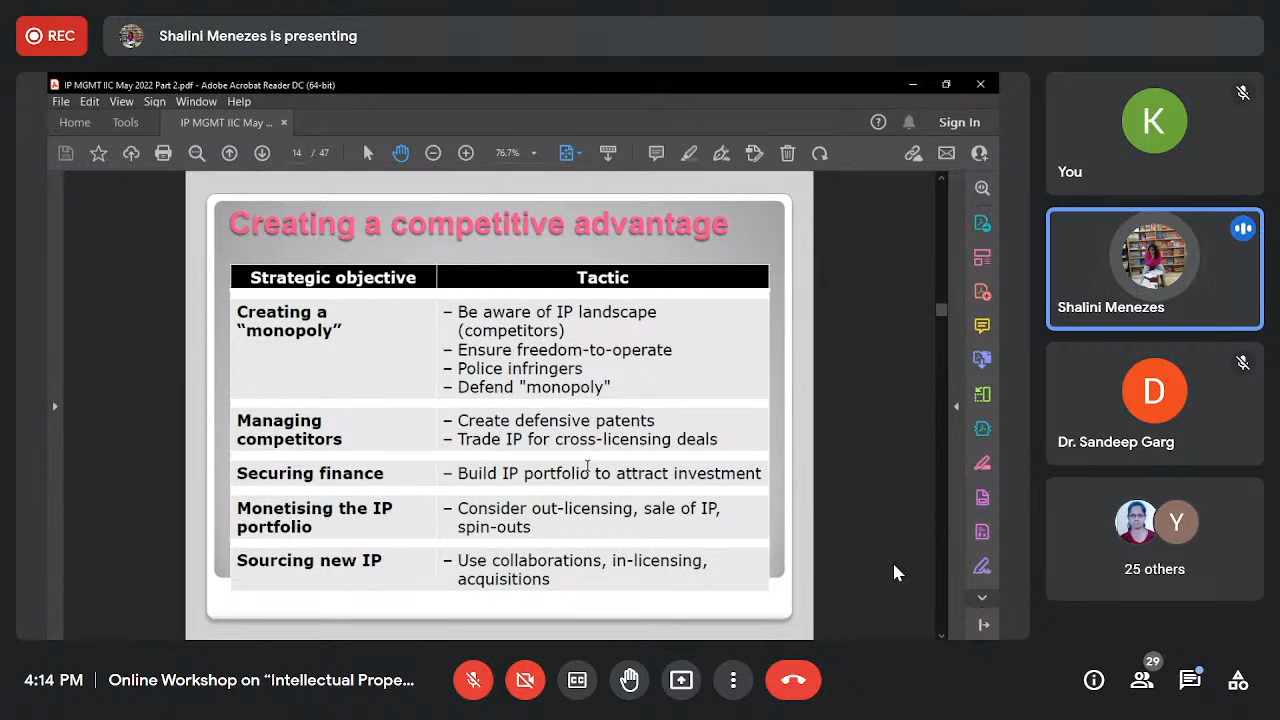 REC
Shalini Menezes is presenting
IP MGMT IIC May 2022 Part 2.pdf - Adobe Acrobat Reader DC (64-bit)
File Edit View Sign Window Help
Home Tools IP MGMT IIC May ... × Sign In
14 / 47 76.7%
Creating a competitive advantage
Strategic objective Tactic
Creating a – Be aware of IP landscape
“monopoly” (competitors)
– Ensure freedom-to-operate
– Police infringers
– Defend "monopoly"
Managing – Create defensive patents
competitors – Trade IP for cross-licensing deals
Securing finance – Build IP portfolio to attract investment
Monetising the IP – Consider out-licensing, sale of IP,
portfolio spin-outs
Sourcing new IP – Use collaborations, in-licensing,
acquisitions
K
You
Shalini Menezes
D
Dr. Sandeep Garg
Y
25 others
4:14 PM Online Workshop on “Intellectual Prope...
29